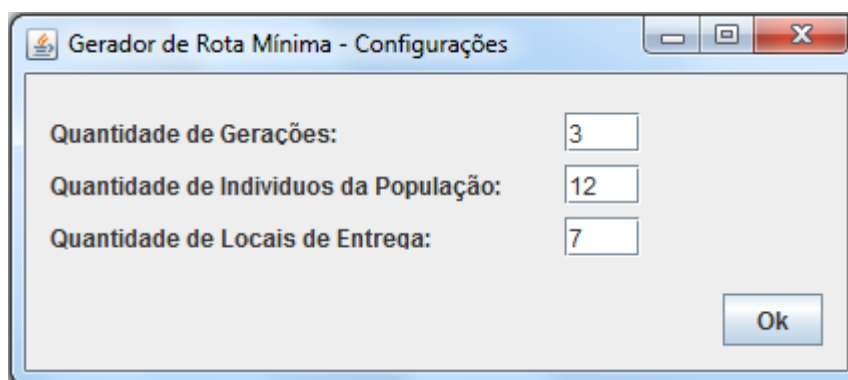 Gerador de Rota Mínima - Configurações
Quantidade de Gerações: 3
Quantidade de Individuos da População: 12
Quantidade de Locais de Entrega: 7
Ok